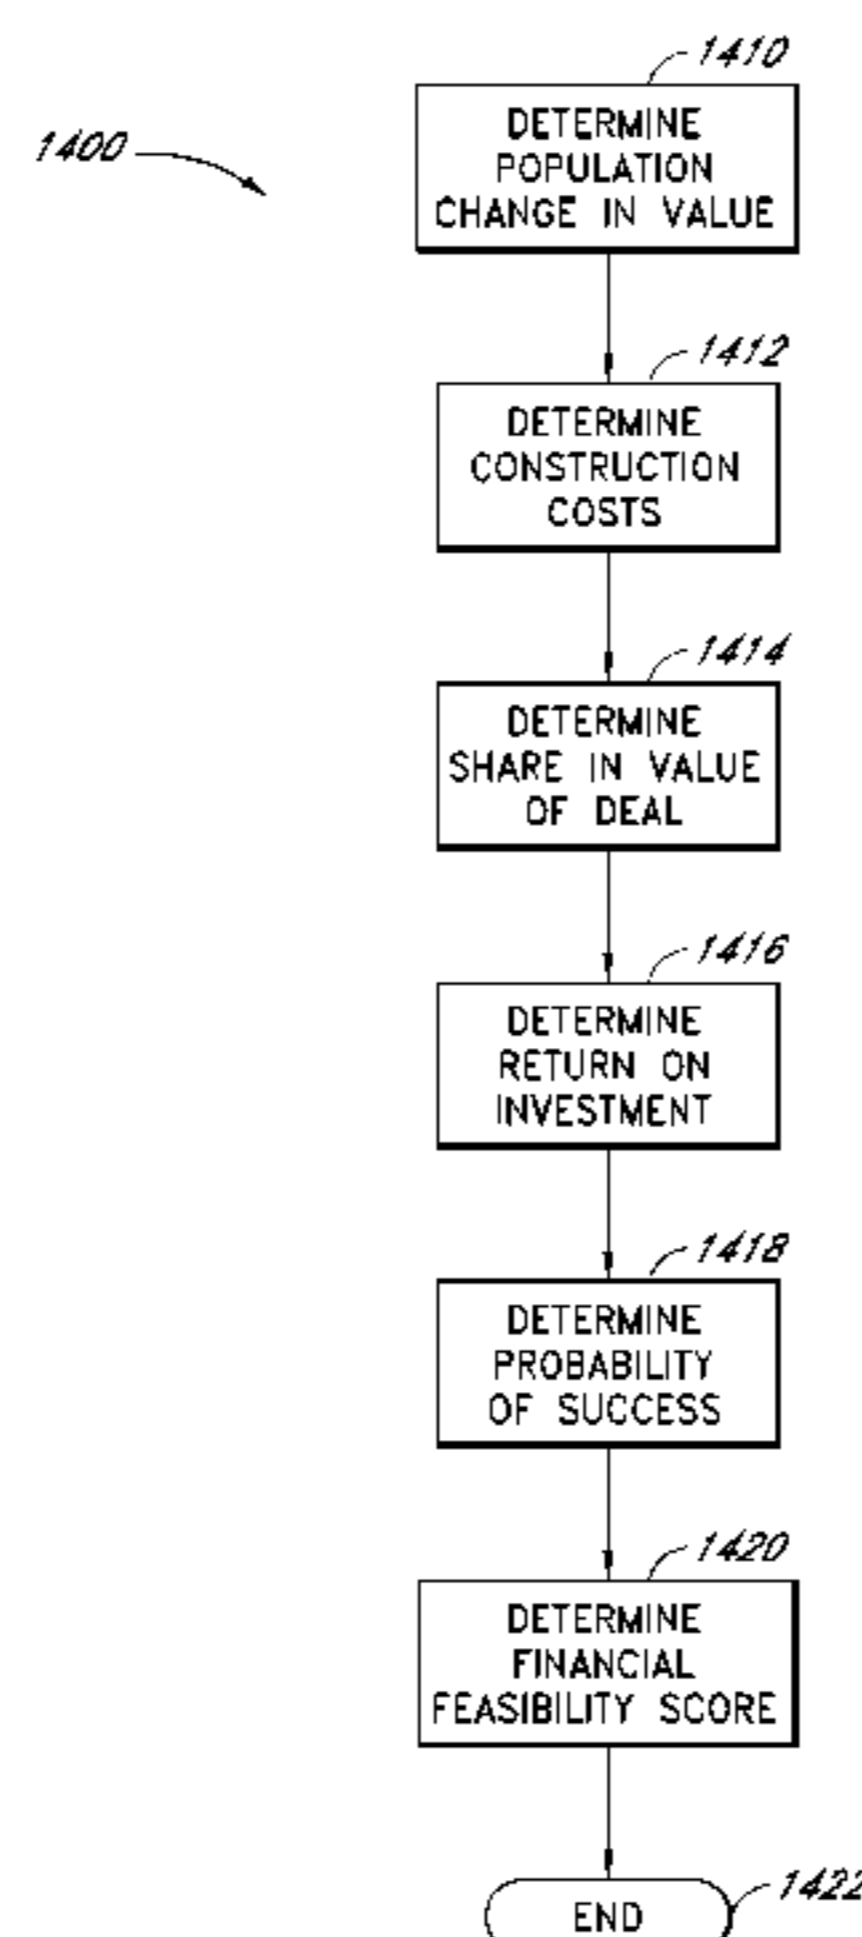 1410
1400
DETERMINE
POPULATION
CHANGE IN VALUE
1412
DETERMINE
CONSTRUCTION
COSTS
1414
DETERMINE
SHARE IN VALUE
OF DEAL
1416
DETERMINE
RETURN ON
INVESTMENT
1418
DETERMINE
PROBABILITY
OF SUCCESS
1420
DETERMINE
FINANCIAL
FEASIBILITY SCORE
1422
END